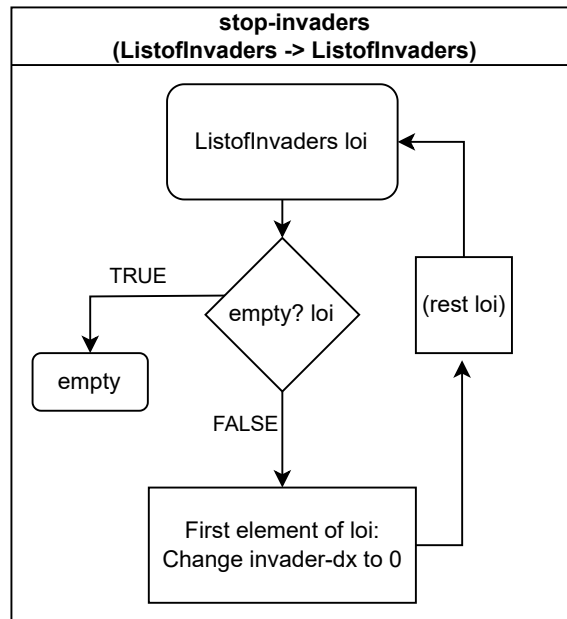 stop-invaders
(ListofInvaders -> ListofInvaders)
ListofInvaders loi
TRUE
empty? loi
(rest loi)
empty
FALSE
First element of loi:
Change invader-dx to 0